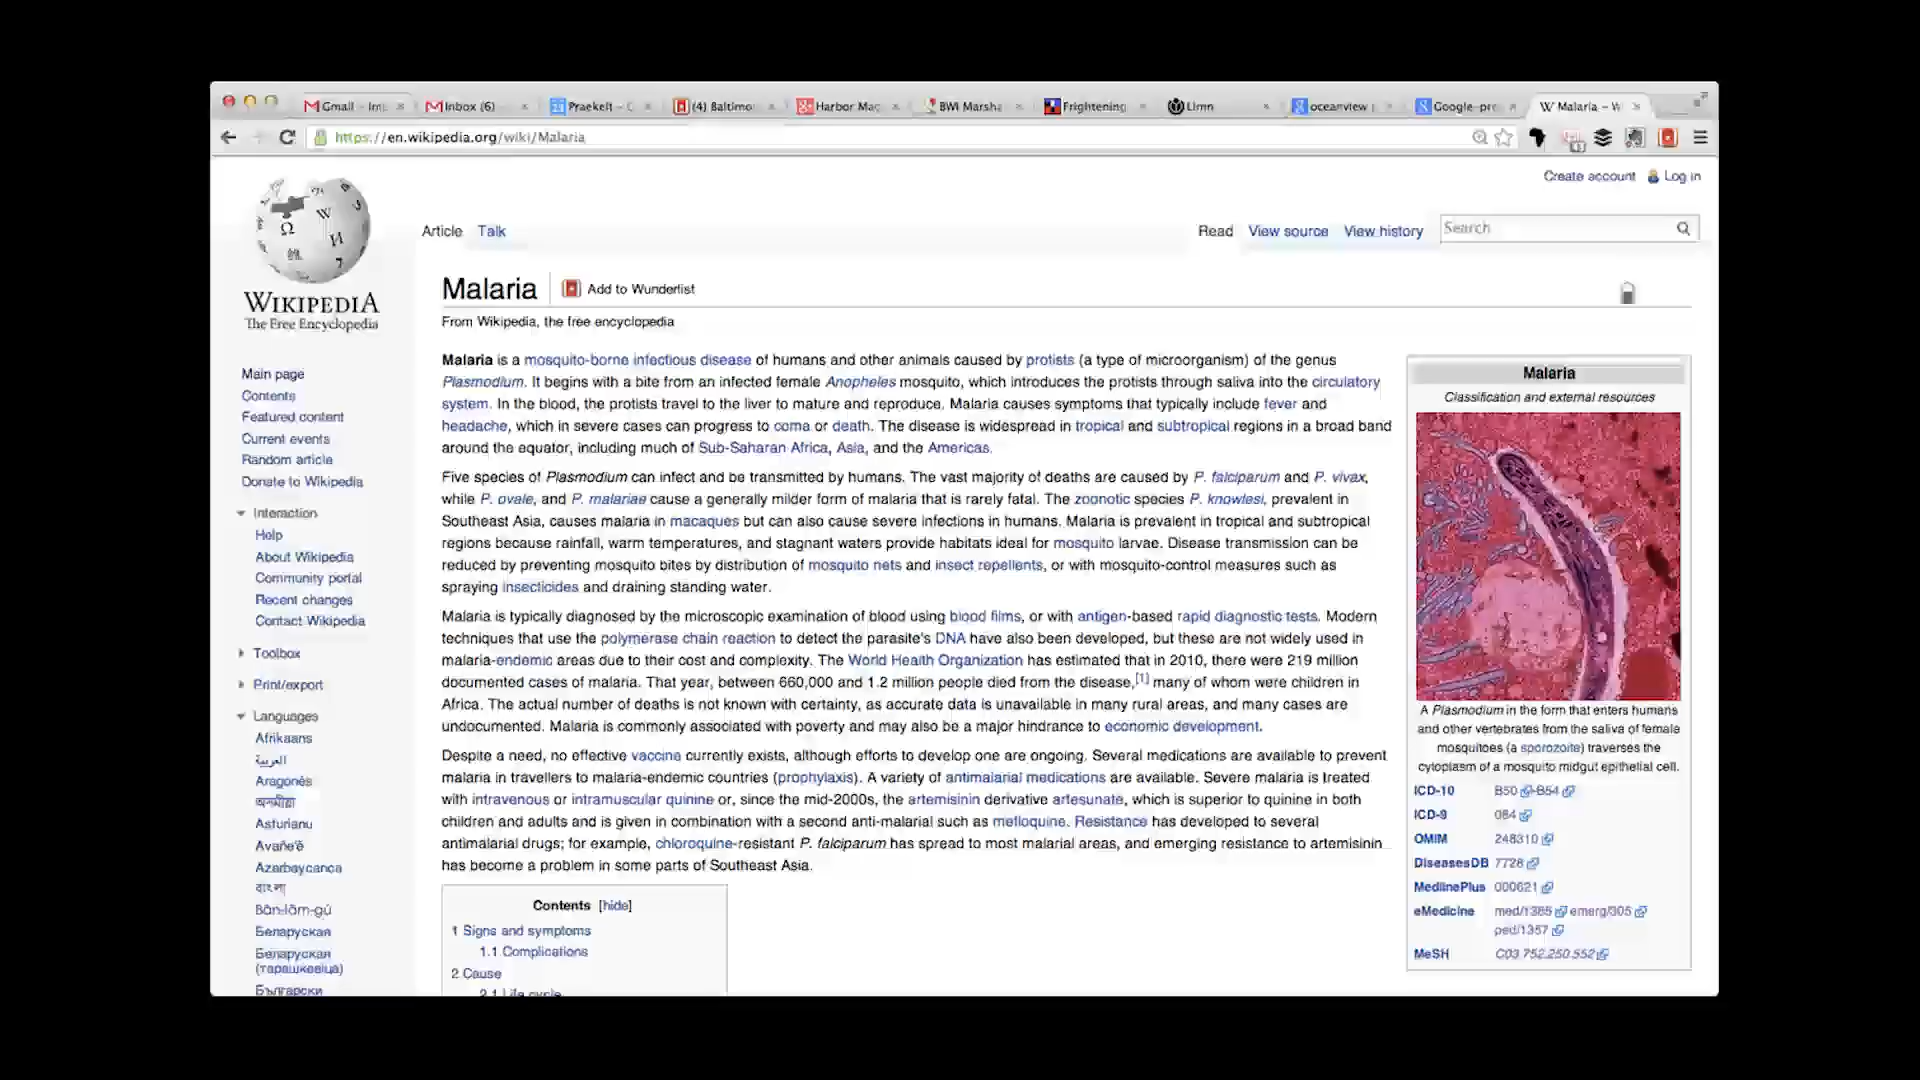 Gmail - Im
Inbox (6)
Praekelt - C
(4) Baltimo
Harbor Mag
BWI Marsha
Frightening
Limn
oceanview
Google-pre
W Malaria - W
https://en.wikipedia.org/wiki/Malaria
Create account Log in
Article Talk
Read View source View history Search
WIKIPEDIA
The Free Encyclopedia
Main page
Contents
Featured content
Current events
Random article
Donate to Wikipedia
Interaction
Help
About Wikipedia
Community portal
Recent changes
Contact Wikipedia
Toolbox
Print/export
Languages
Afrikaans
العربية
Aragonés
অসমীয়া
Asturianu
Avañe'ẽ
Azərbaycanca
বাংলা
Bân-lâm-gú
Беларуская
Беларуская
(тарашкевіца)
Български
Malaria Add to Wunderlist
From Wikipedia, the free encyclopedia
Malaria is a mosquito-borne infectious disease of humans and other animals caused by protists (a type of microorganism) of the genus
Plasmodium. It begins with a bite from an infected female Anopheles mosquito, which introduces the protists through saliva into the circulatory
system. In the blood, the protists travel to the liver to mature and reproduce. Malaria causes symptoms that typically include fever and
headache, which in severe cases can progress to coma or death. The disease is widespread in tropical and subtropical regions in a broad band
around the equator, including much of Sub-Saharan Africa, Asia, and the Americas.
Five species of Plasmodium can infect and be transmitted by humans. The vast majority of deaths are caused by P. falciparum and P. vivax,
while P. ovale, and P. malariae cause a generally milder form of malaria that is rarely fatal. The zoonotic species P. knowlesi, prevalent in
Southeast Asia, causes malaria in macaques but can also cause severe infections in humans. Malaria is prevalent in tropical and subtropical
regions because rainfall, warm temperatures, and stagnant waters provide habitats ideal for mosquito larvae. Disease transmission can be
reduced by preventing mosquito bites by distribution of mosquito nets and insect repellents, or with mosquito-control measures such as
spraying insecticides and draining standing water.
Malaria is typically diagnosed by the microscopic examination of blood using blood films, or with antigen-based rapid diagnostic tests. Modern
techniques that use the polymerase chain reaction to detect the parasite's DNA have also been developed, but these are not widely used in
malaria-endemic areas due to their cost and complexity. The World Health Organization has estimated that in 2010, there were 219 million
documented cases of malaria. That year, between 660,000 and 1.2 million people died from the disease,[1] many of whom were children in
Africa. The actual number of deaths is not known with certainty, as accurate data is unavailable in many rural areas, and many cases are
undocumented. Malaria is commonly associated with poverty and may also be a major hindrance to economic development.
Despite a need, no effective vaccine currently exists, although efforts to develop one are ongoing. Several medications are available to prevent
malaria in travellers to malaria-endemic countries (prophylaxis). A variety of antimalarial medications are available. Severe malaria is treated
with intravenous or intramuscular quinine or, since the mid-2000s, the artemisinin derivative artesunate, which is superior to quinine in both
children and adults and is given in combination with a second anti-malarial such as mefloquine. Resistance has developed to several
antimalarial drugs; for example, chloroquine-resistant P. falciparum has spread to most malarial areas, and emerging resistance to artemisinin
has become a problem in some parts of Southeast Asia.
Contents [hide]
1 Signs and symptoms
1.1 Complications
2 Cause
2.1 Life cycle
Malaria
Classification and external resources
A Plasmodium in the form that enters humans
and other vertebrates from the saliva of female
mosquitoes (a sporozoite) traverses the
cytoplasm of a mosquito midgut epithelial cell.
ICD-10 B50-B54
ICD-9 084
OMIM 248310
DiseasesDB 7728
MedlinePlus 000621
eMedicine med/1385 emerg/305
ped/1357
MeSH C03.752.250.552